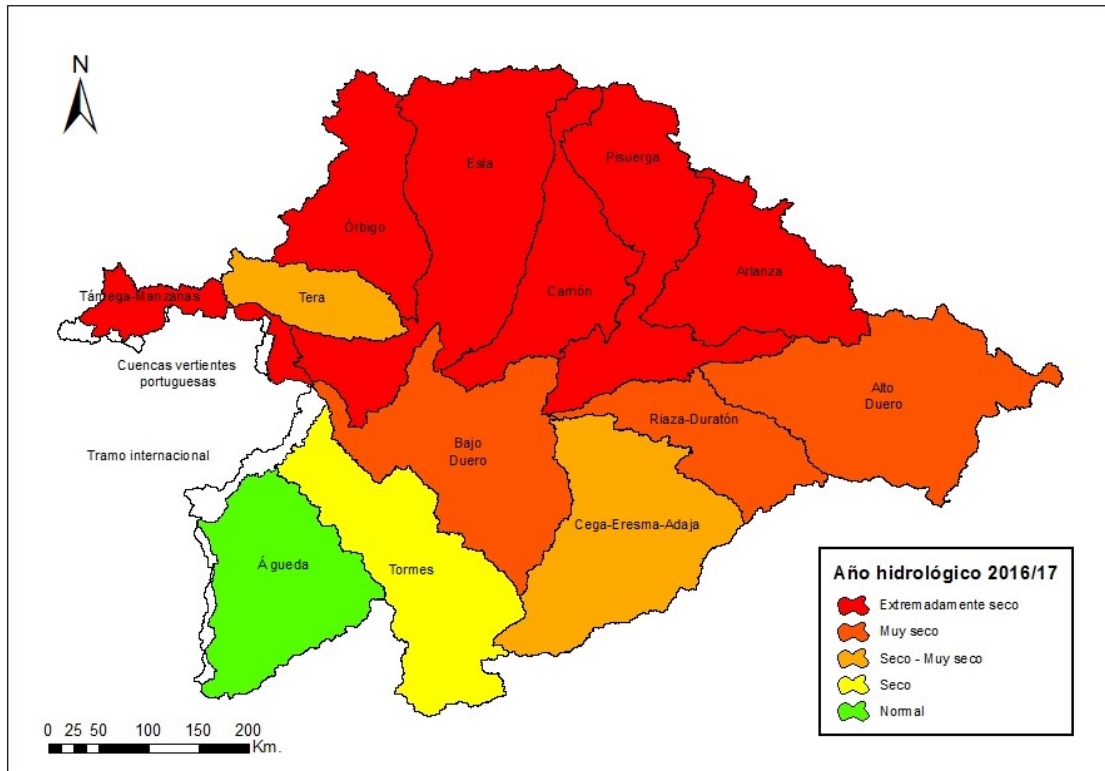 N
Esla
Pisuerga
Órbigo
Arlanza
Támega-Manzanas
Tera
Carrión
Cuencas vertientes
portuguesas
Alto
Duero
Riaza-Duratón
Bajo
Duero
Tramo internacional
Cega-Eresma-Adaja
Águeda
Tormes
Año hidrológico 2016/17
Extremadamente seco
Muy seco
Seco - Muy seco
Seco
Normal
0 25 50 100 150 200
Km.